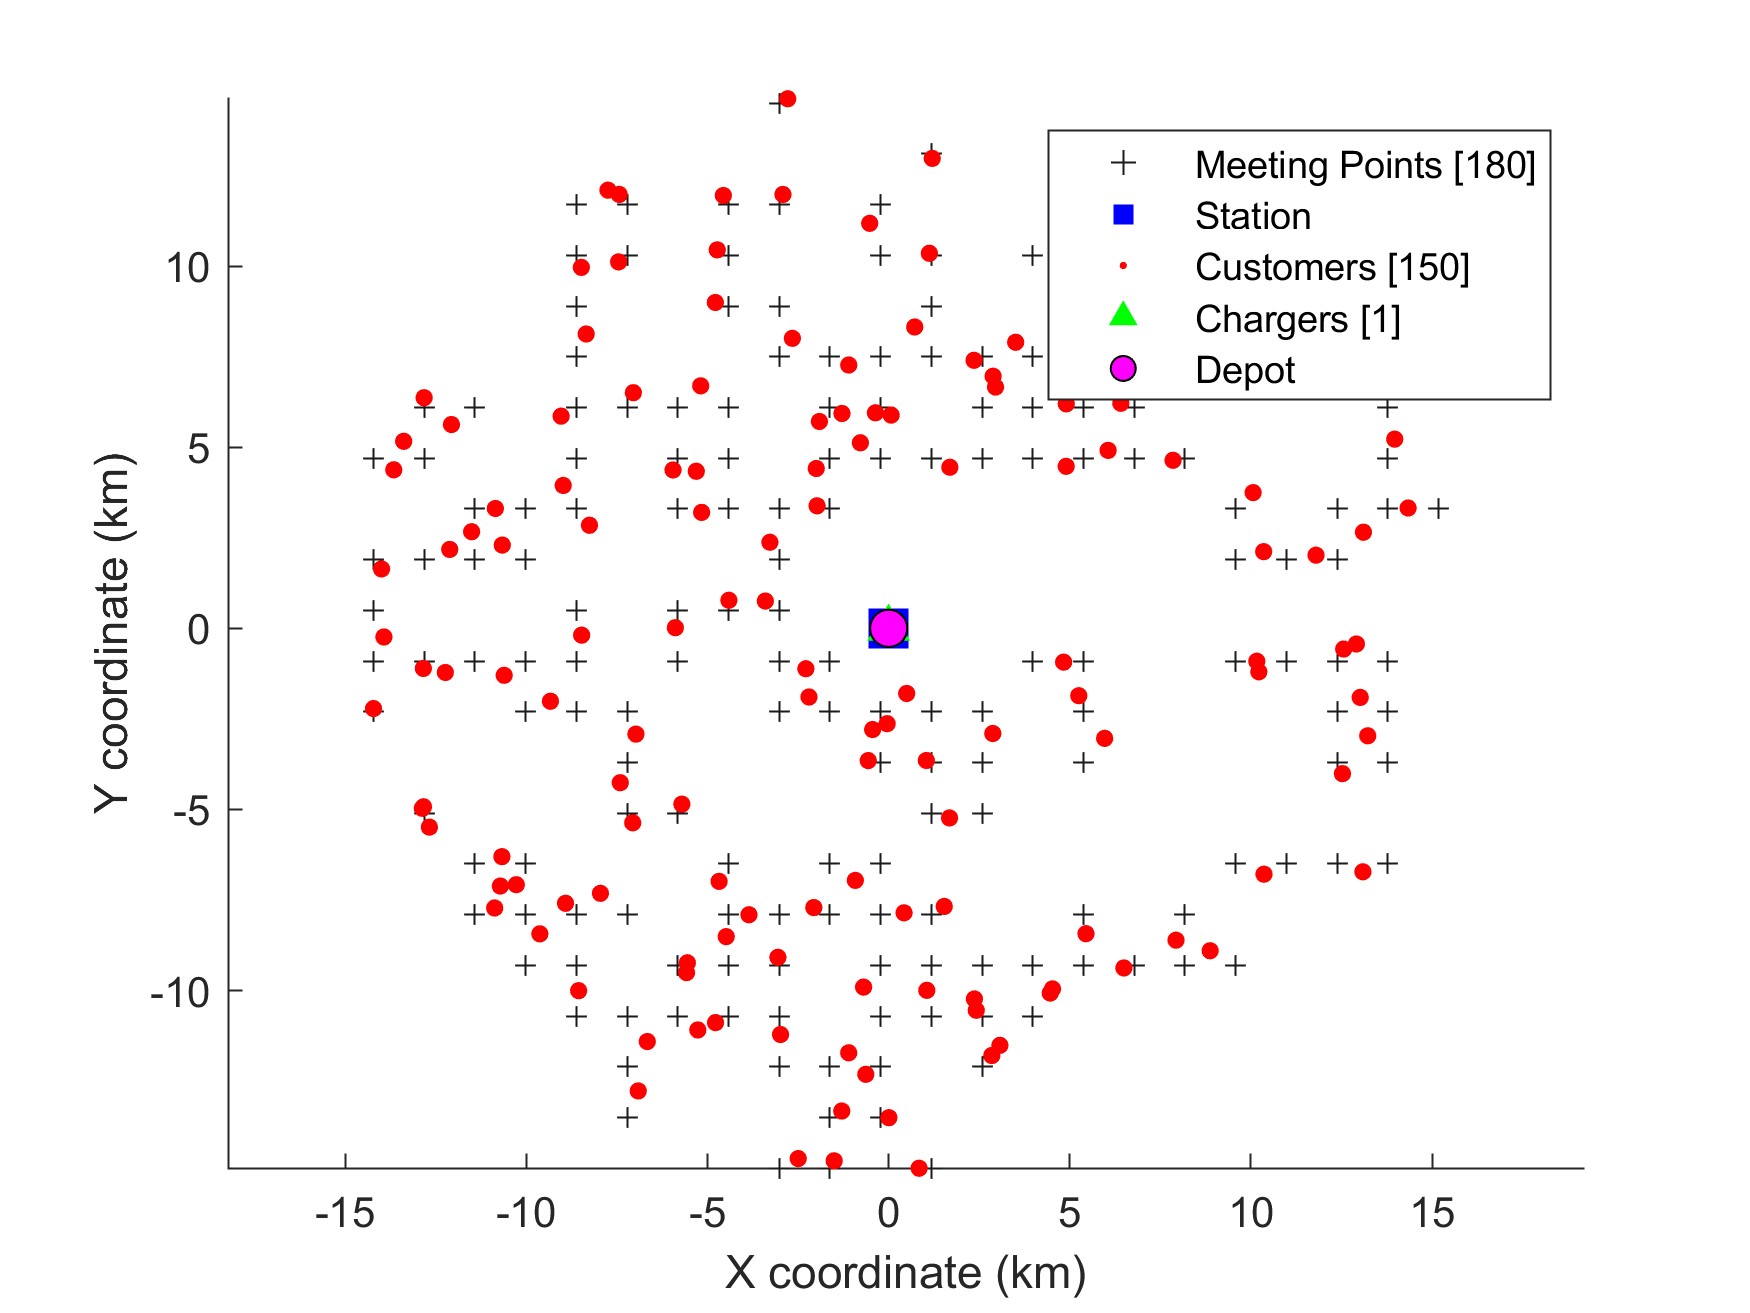 Meeting Points [180]
Station
Customers [150]
Chargers [1]
Depot
10
5
0
-5
-10
Y coordinate (km)
-15 -10 -5 0 5 10 15
X coordinate (km)